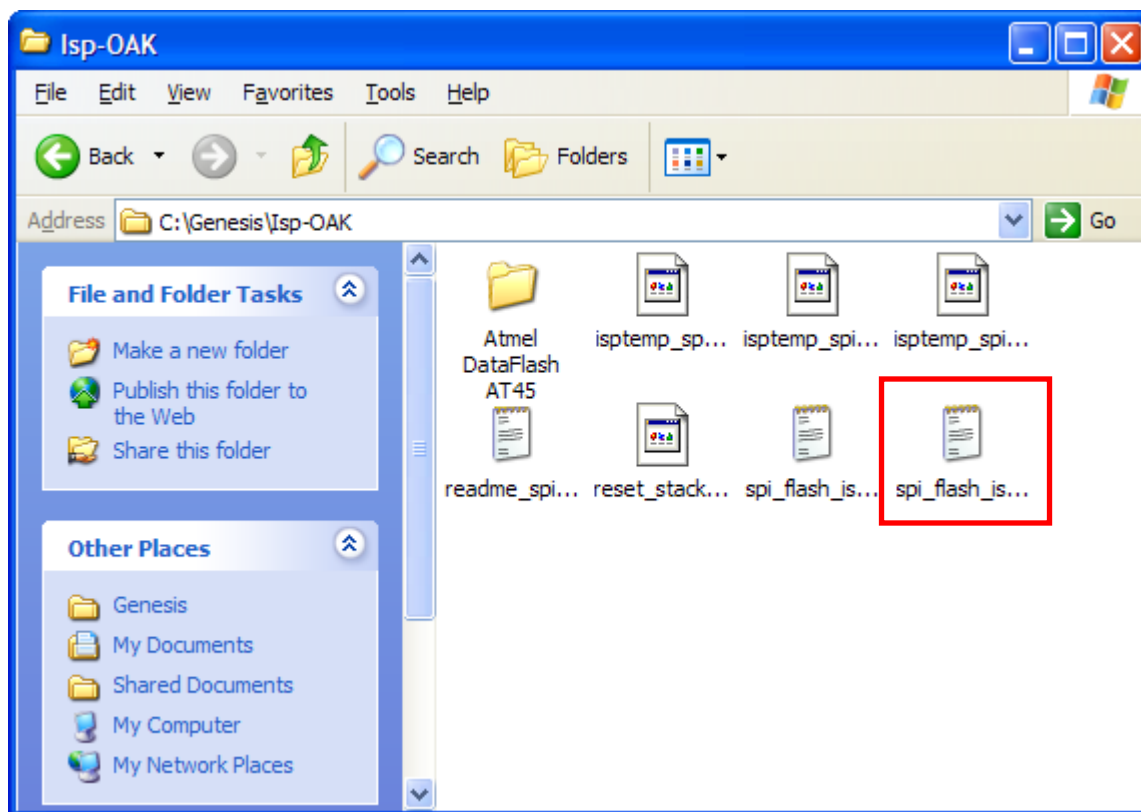 Isp-OAK
File Edit View Favorites Tools Help
Back Search Folders
Address C:\Genesis\Isp-OAK Go
File and Folder Tasks
Make a new folder
Publish this folder to
the Web
Share this folder
Other Places
Genesis
My Documents
Shared Documents
My Computer
My Network Places
Atmel
DataFlash
AT45
isptemp_sp...
isptemp_spi...
isptemp_spi...
readme_spi...
reset_stack...
spi_flash_is...
spi_flash_is...